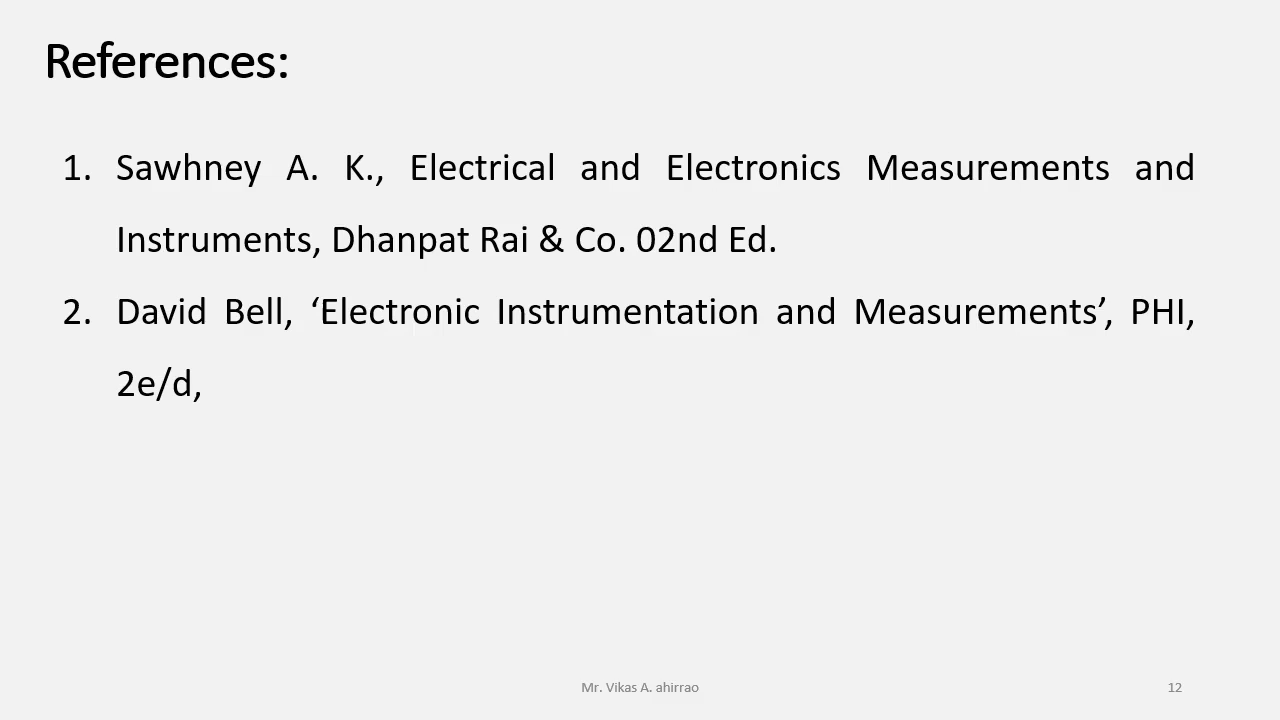 References:
1. Sawhney A. K., Electrical and Electronics Measurements and
Instruments, Dhanpat Rai & Co. 02nd Ed.
2. David Bell, ‘Electronic Instrumentation and Measurements’, PHI,
2e/d,
Mr. Vikas A. ahirrao
12